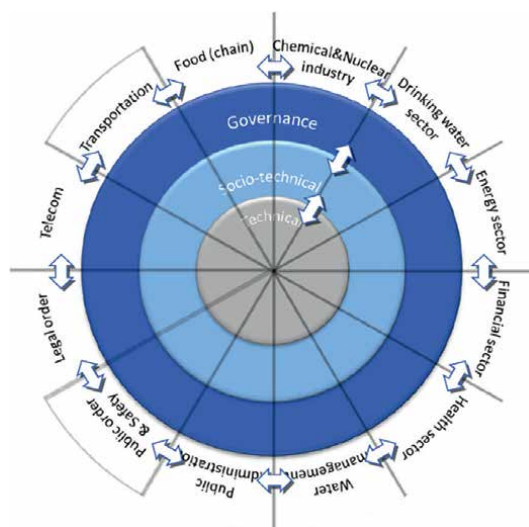 Food (chain)
Chemical&Nuclear
industry
Drinking water
sector
Energy sector
Financial sector
Health sector
Water
management
Public
administration
Public order
& Safety
Legal order
Telecom
Transportation
Governance
Socio-technical
Technical